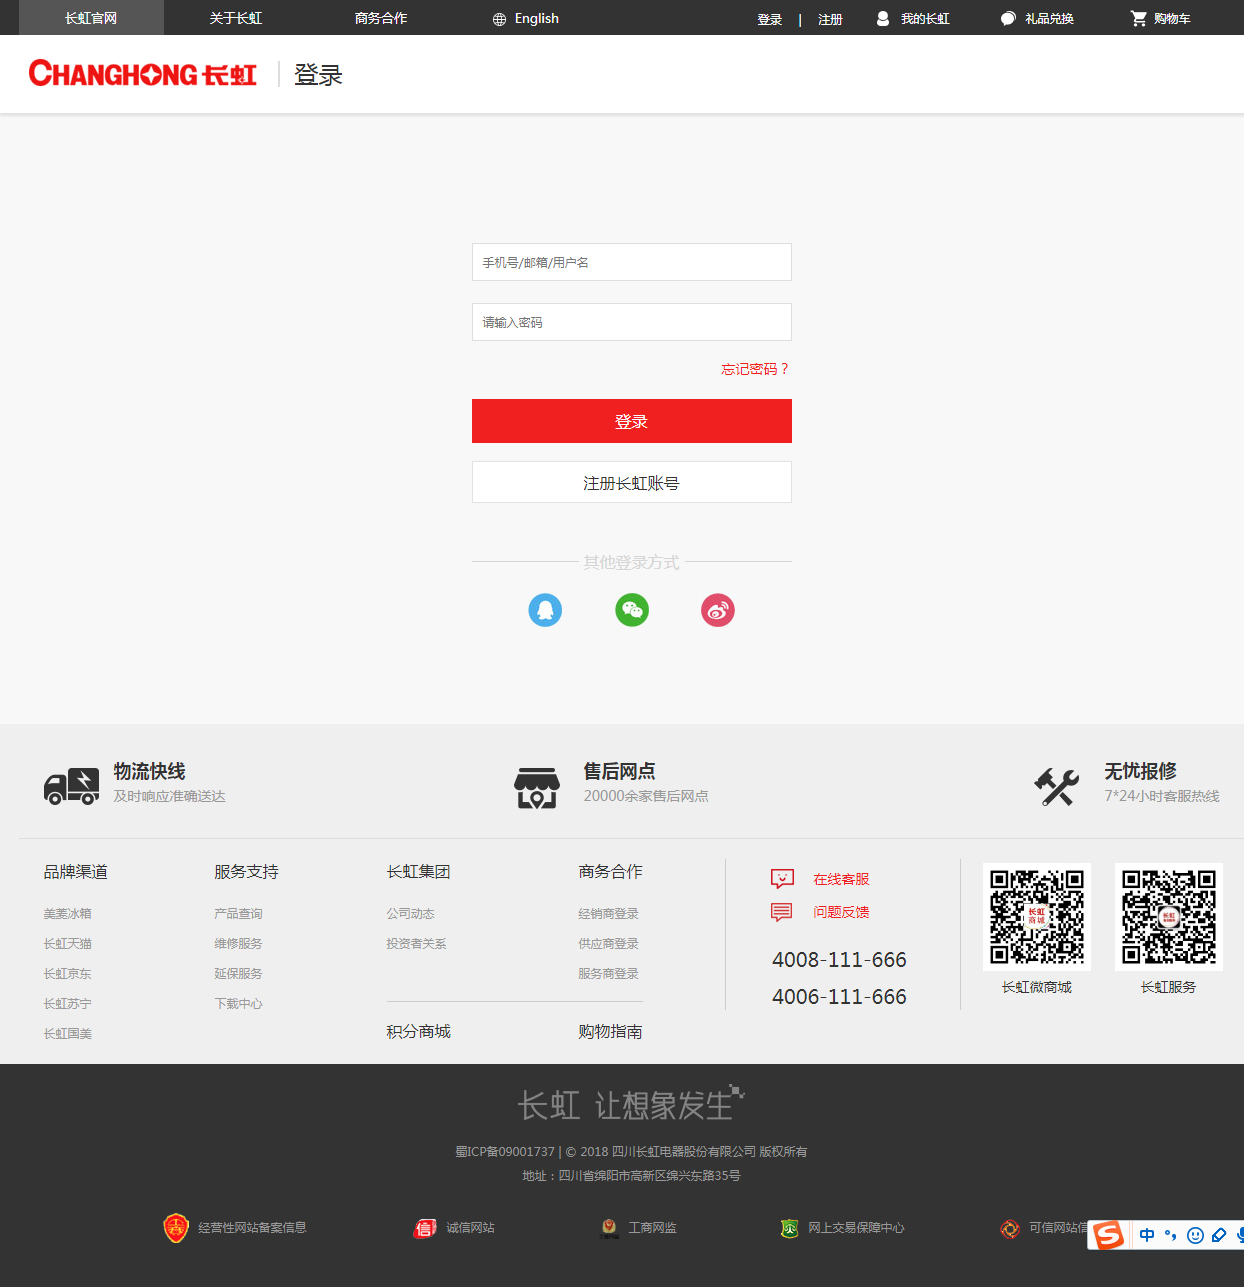 长虹官网 关于长虹 商务合作 English 登录 | 注册 我的长虹 礼品兑换 购物车
CHANGHONG 长虹 登录
手机号/邮箱/用户名
请输入密码
忘记密码？
登录
注册长虹账号
其他登录方式
物流快线 售后网点 无忧报修
及时响应准确送达 20000余家售后网点 7*24小时客服热线
品牌渠道 服务支持 长虹集团 商务合作
美菱冰箱 产品查询 公司动态 经销商登录
长虹天猫 维修服务 投资者关系 供应商登录
长虹京东 延保服务 服务商登录
长虹苏宁 下载中心
长虹国美 积分商城 购物指南
在线客服
问题反馈
4008-111-666
4006-111-666
长虹商城
长虹微商城 长虹服务
长虹 让想象发生
蜀ICP备09001737 | © 2018 四川长虹电器股份有限公司 版权所有
地址：四川省绵阳市高新区绵兴东路35号
经营性网站备案信息 信 诚信网站 工商网监 网上交易保障中心 可信网站信
S 中